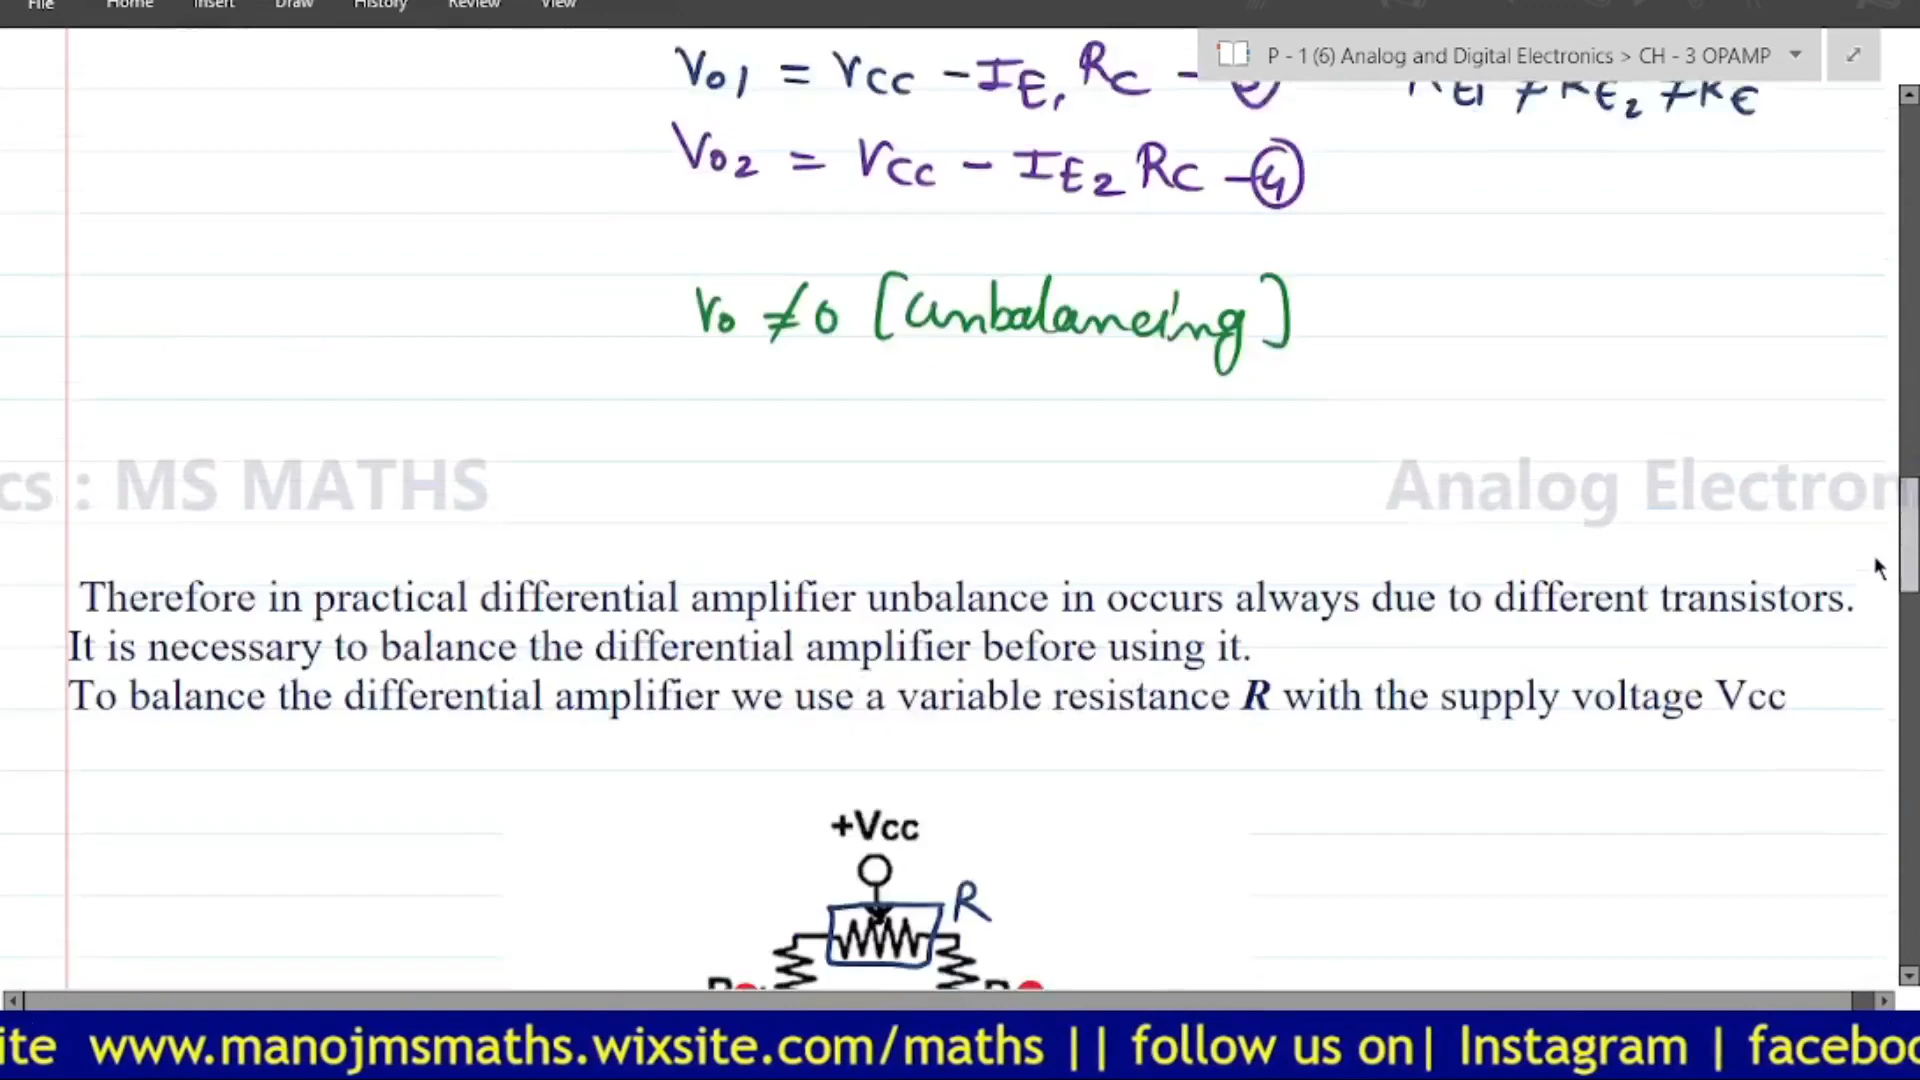 File Home Insert Draw History Review View
P - 1 (6) Analog and Digital Electronics > CH - 3 OPAMP
Vo1 = Vcc - IE1 RC -
RE1 ≠ RE2 ≠ RE
Vo2 = Vcc - IE2 RC - ④
Vo ≠ 0 [Unbalancing]
cs : MS MATHS Analog Electron
Therefore in practical differential amplifier unbalance in occurs always due to different transistors.
It is necessary to balance the differential amplifier before using it.
To balance the differential amplifier we use a variable resistance R with the supply voltage Vcc
+Vcc
R
ite www.manojmsmaths.wixsite.com/maths || follow us on| Instagram | faceboo